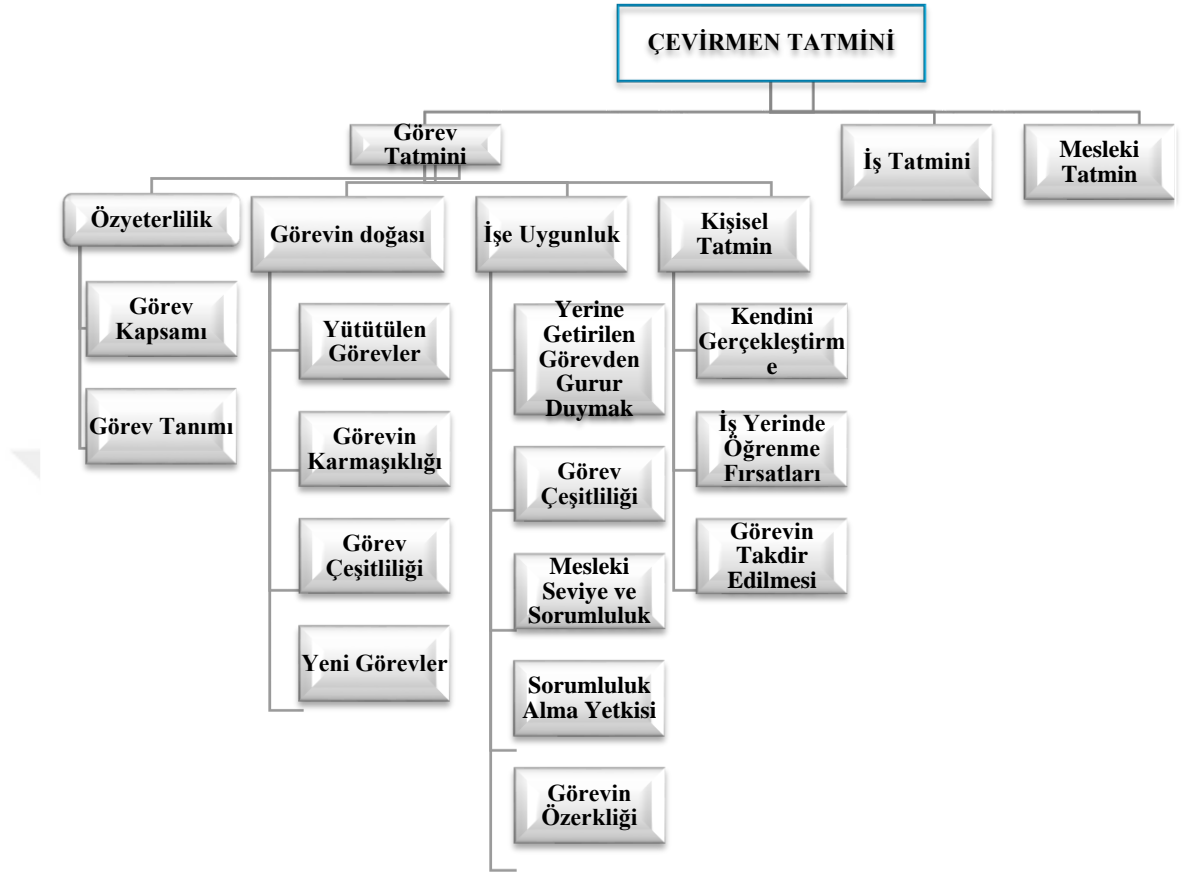 ÇEVİRMEN TATMİNİ
Görev
Tatmini
İş Tatmini
Mesleki
Tatmin
Özyeterlilik
Görev
Kapsamı
Görev Tanımı
Görevin doğası
Yütütülen
Görevler
Görevin
Karmaşıklığı
Görev
Çeşitliliği
Yeni Görevler
İşe Uygunluk
Yerine
Getirilen
Görevden
Gurur
Duymak
Görev
Çeşitliliği
Mesleki
Seviye ve
Sorumluluk
Sorumluluk
Alma Yetkisi
Görevin
Özerkliği
Kişisel
Tatmin
Kendini
Gerçekleştirm
e
İş Yerinde
Öğrenme
Fırsatları
Görevin
Takdir
Edilmesi